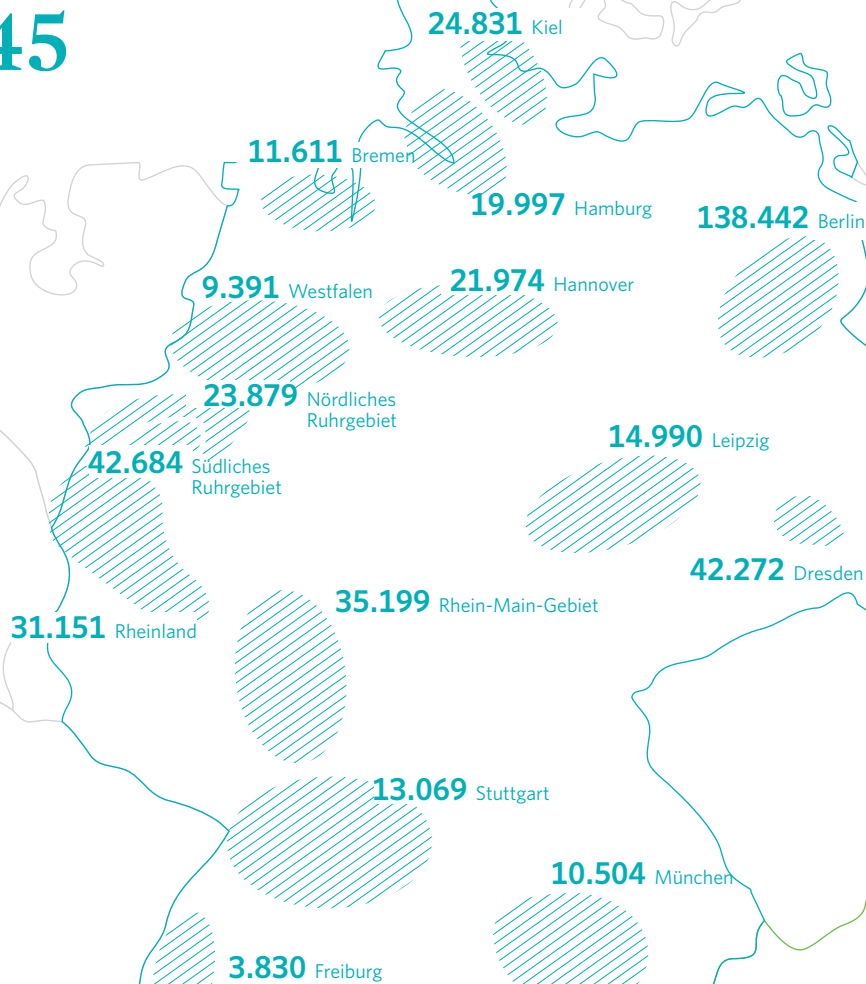 45
24.831 Kiel
11.611 Bremen
19.997 Hamburg
138.442 Berlin
9.391 Westfalen
21.974 Hannover
23.879 Nördliches
Ruhrgebiet
14.990 Leipzig
42.684 Südliches
Ruhrgebiet
42.272 Dresden
35.199 Rhein-Main-Gebiet
31.151 Rheinland
13.069 Stuttgart
10.504 München
3.830 Freiburg